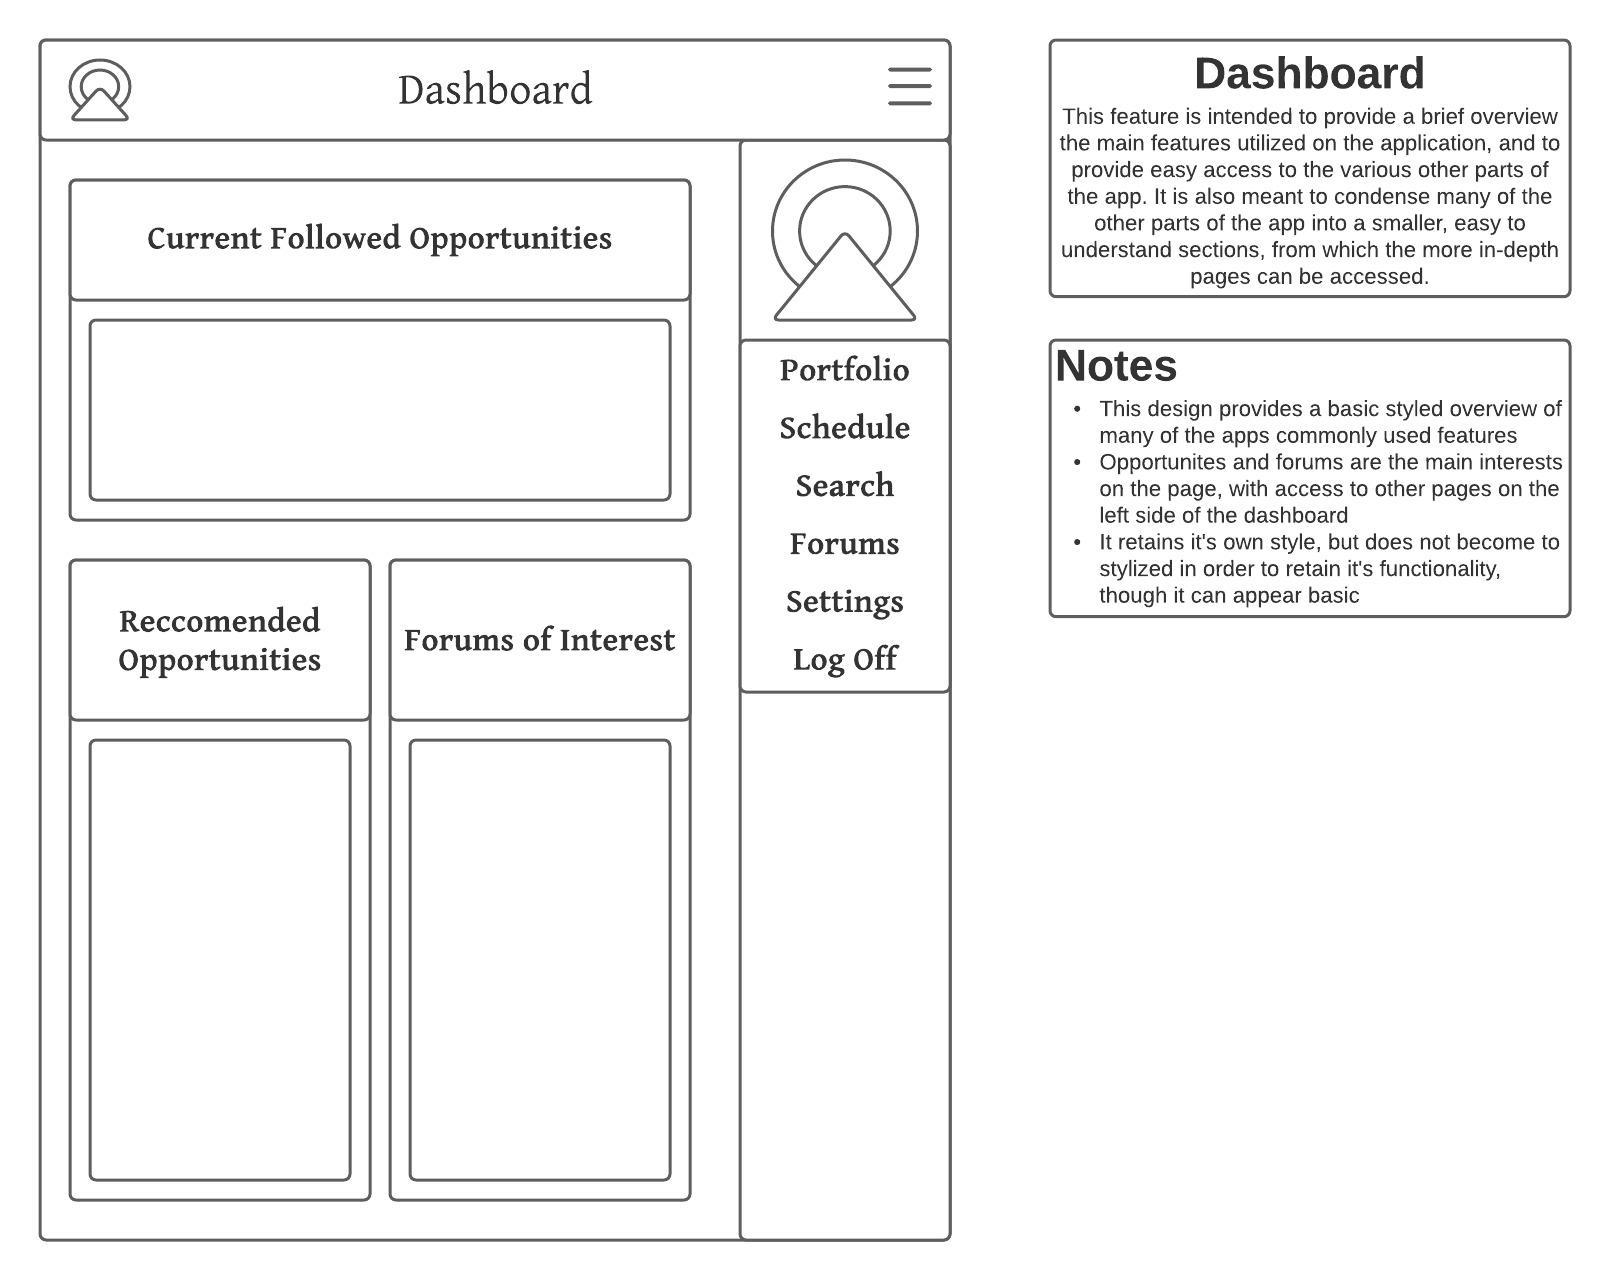 Dashboard
Current Followed Opportunities
Reccomended
Opportunities
Forums of Interest
Portfolio
Schedule
Search
Forums
Settings
Log Off
Dashboard
This feature is intended to provide a brief overview
the main features utilized on the application, and to
provide easy access to the various other parts of
the app. It is also meant to condense many of the
other parts of the app into a smaller, easy to
understand sections, from which the more in-depth
pages can be accessed.
Notes
• This design provides a basic styled overview of
many of the apps commonly used features
• Opportunites and forums are the main interests
on the page, with access to other pages on the
left side of the dashboard
• It retains it's own style, but does not become to
stylized in order to retain it's functionality,
though it can appear basic